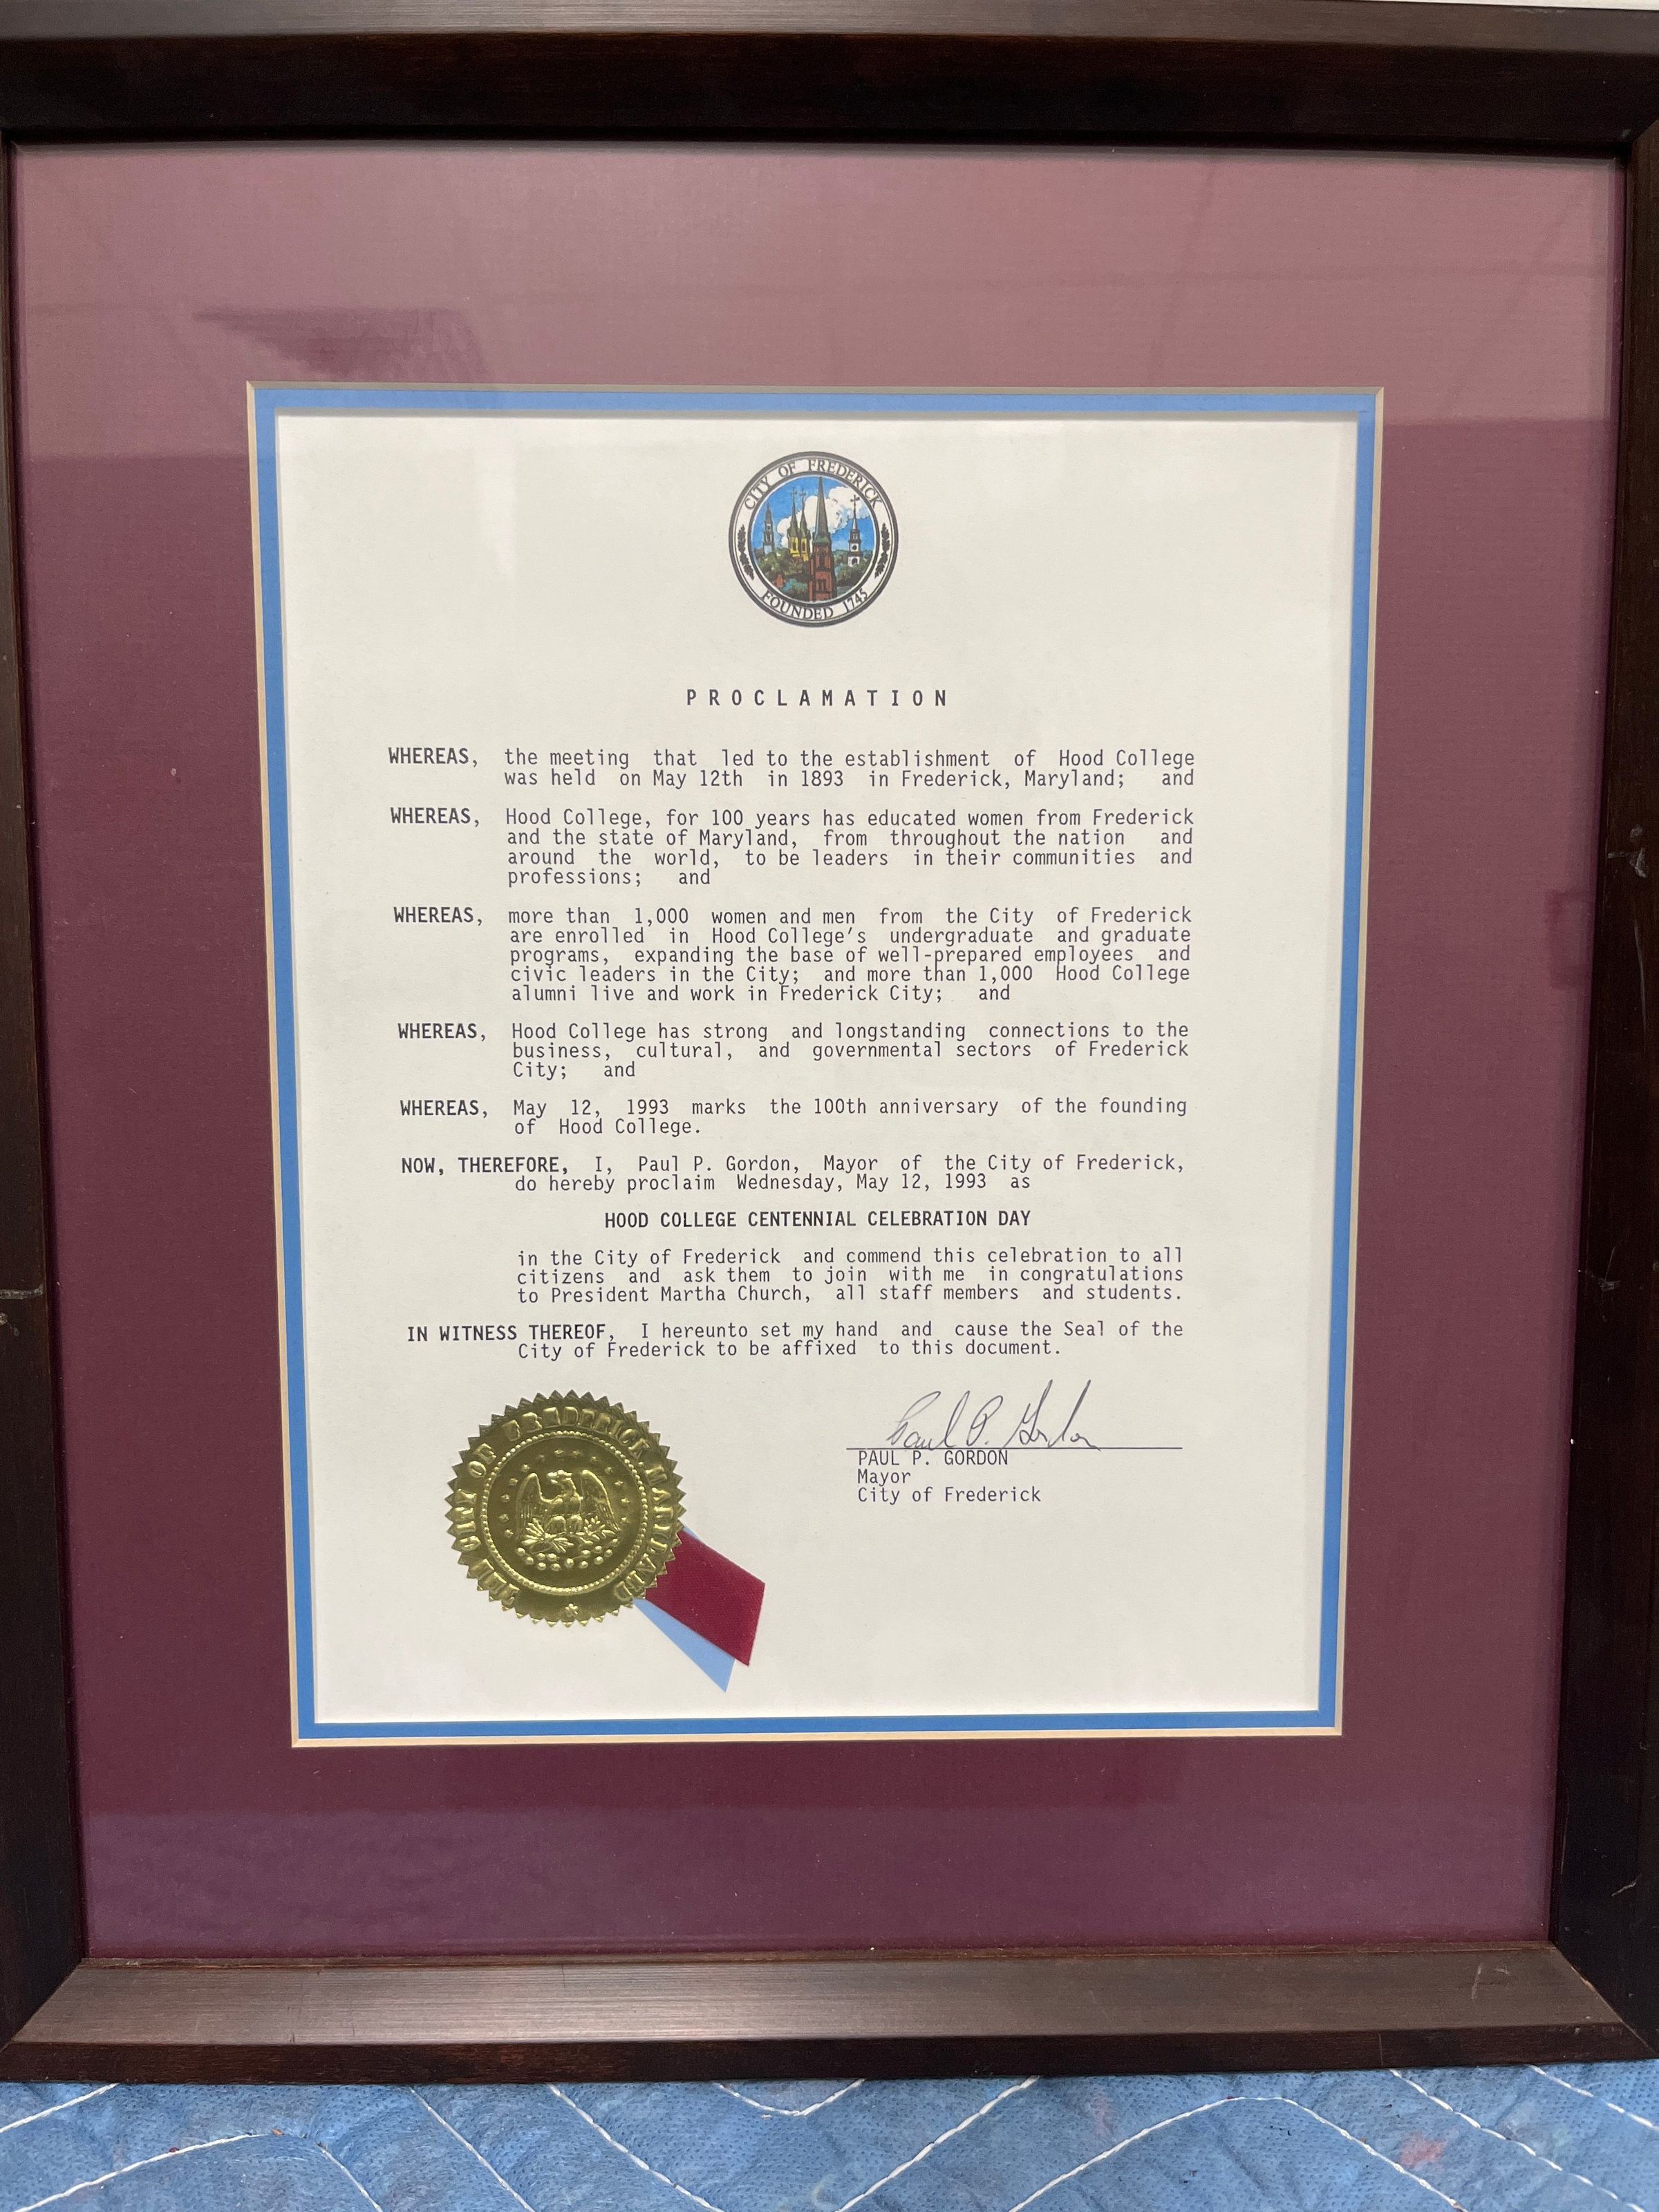 CITY OF FREDERICK
FOUNDED 1745
PROCLAMATION
WHEREAS, the meeting that led to the establishment of Hood College
was held on May 12th in 1893 in Frederick, Maryland; and
WHEREAS, Hood College, for 100 years has educated women from Frederick
and the state of Maryland, from throughout the nation and
around the world, to be leaders in their communities and
professions; and
WHEREAS, more than 1,000 women and men from the City of Frederick
are enrolled in Hood College's undergraduate and graduate
programs, expanding the base of well-prepared employees and
civic leaders in the City; and more than 1,000 Hood College
alumni live and work in Frederick City; and
WHEREAS, Hood College has strong and longstanding connections to the
business, cultural, and governmental sectors of Frederick
City; and
WHEREAS, May 12, 1993 marks the 100th anniversary of the founding
of Hood College.
NOW, THEREFORE, I, Paul P. Gordon, Mayor of the City of Frederick,
do hereby proclaim Wednesday, May 12, 1993 as
HOOD COLLEGE CENTENNIAL CELEBRATION DAY
in the City of Frederick and commend this celebration to all
citizens and ask them to join with me in congratulations
to President Martha Church, all staff members and students.
IN WITNESS THEREOF, I hereunto set my hand and cause the Seal of the
City of Frederick to be affixed to this document.
Paul P. Gordon
PAUL P. GORDON
Mayor
City of Frederick
THE CITY OF FREDERICK MARYLAND